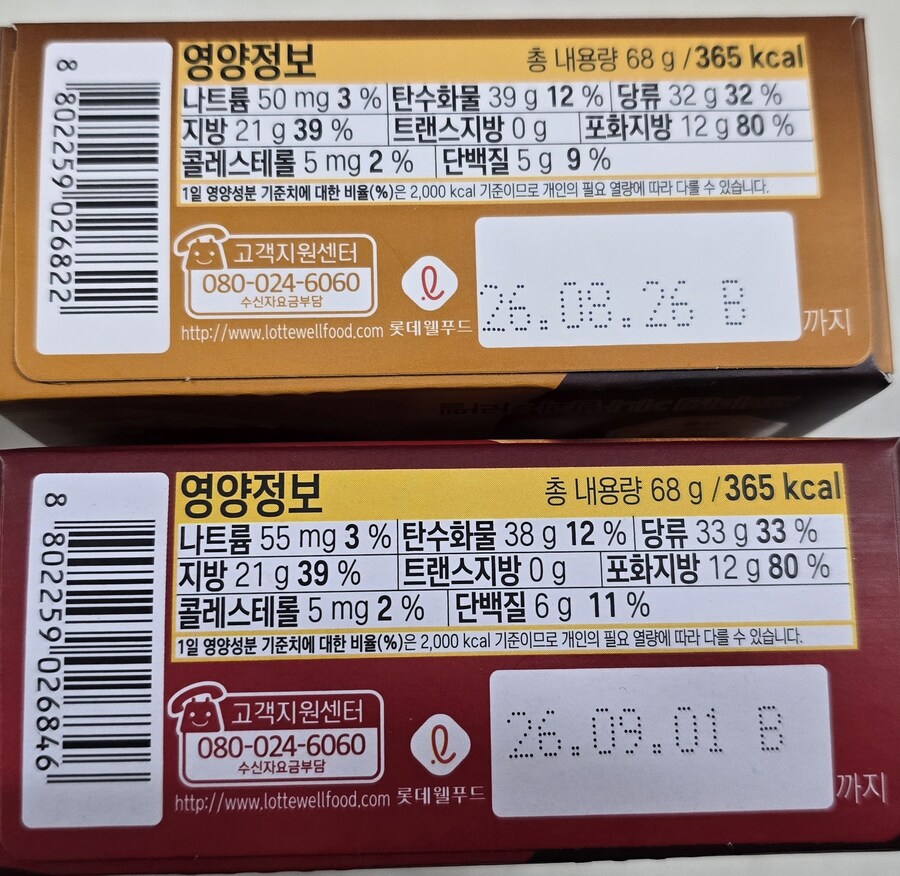 영양정보 총 내용량 68 g / 365 kcal
나트륨 50 mg 3 % 탄수화물 39 g 12 % 당류 32 g 32 %
지방 21 g 39 % 트랜스지방 0 g 포화지방 12 g 80 %
콜레스테롤 5 mg 2 % 단백질 5 g 9 %
1일 영양성분 기준치에 대한 비율(%)은 2,000 kcal 기준이므로 개인의 필요 열량에 따라 다를 수 있습니다.
8 802259 026822
고객지원센터
080-024-6060
수신자요금부담
http://www.lottewellfood.com 롯데웰푸드
26.08.26 B 까지
영양정보 총 내용량 68 g / 365 kcal
나트륨 55 mg 3 % 탄수화물 38 g 12 % 당류 33 g 33 %
지방 21 g 39 % 트랜스지방 0 g 포화지방 12 g 80 %
콜레스테롤 5 mg 2 % 단백질 6 g 11 %
1일 영양성분 기준치에 대한 비율(%)은 2,000 kcal 기준이므로 개인의 필요 열량에 따라 다를 수 있습니다.
8 802259 026846
고객지원센터
080-024-6060
수신자요금부담
http://www.lottewellfood.com 롯데웰푸드
26.09.01 B 까지